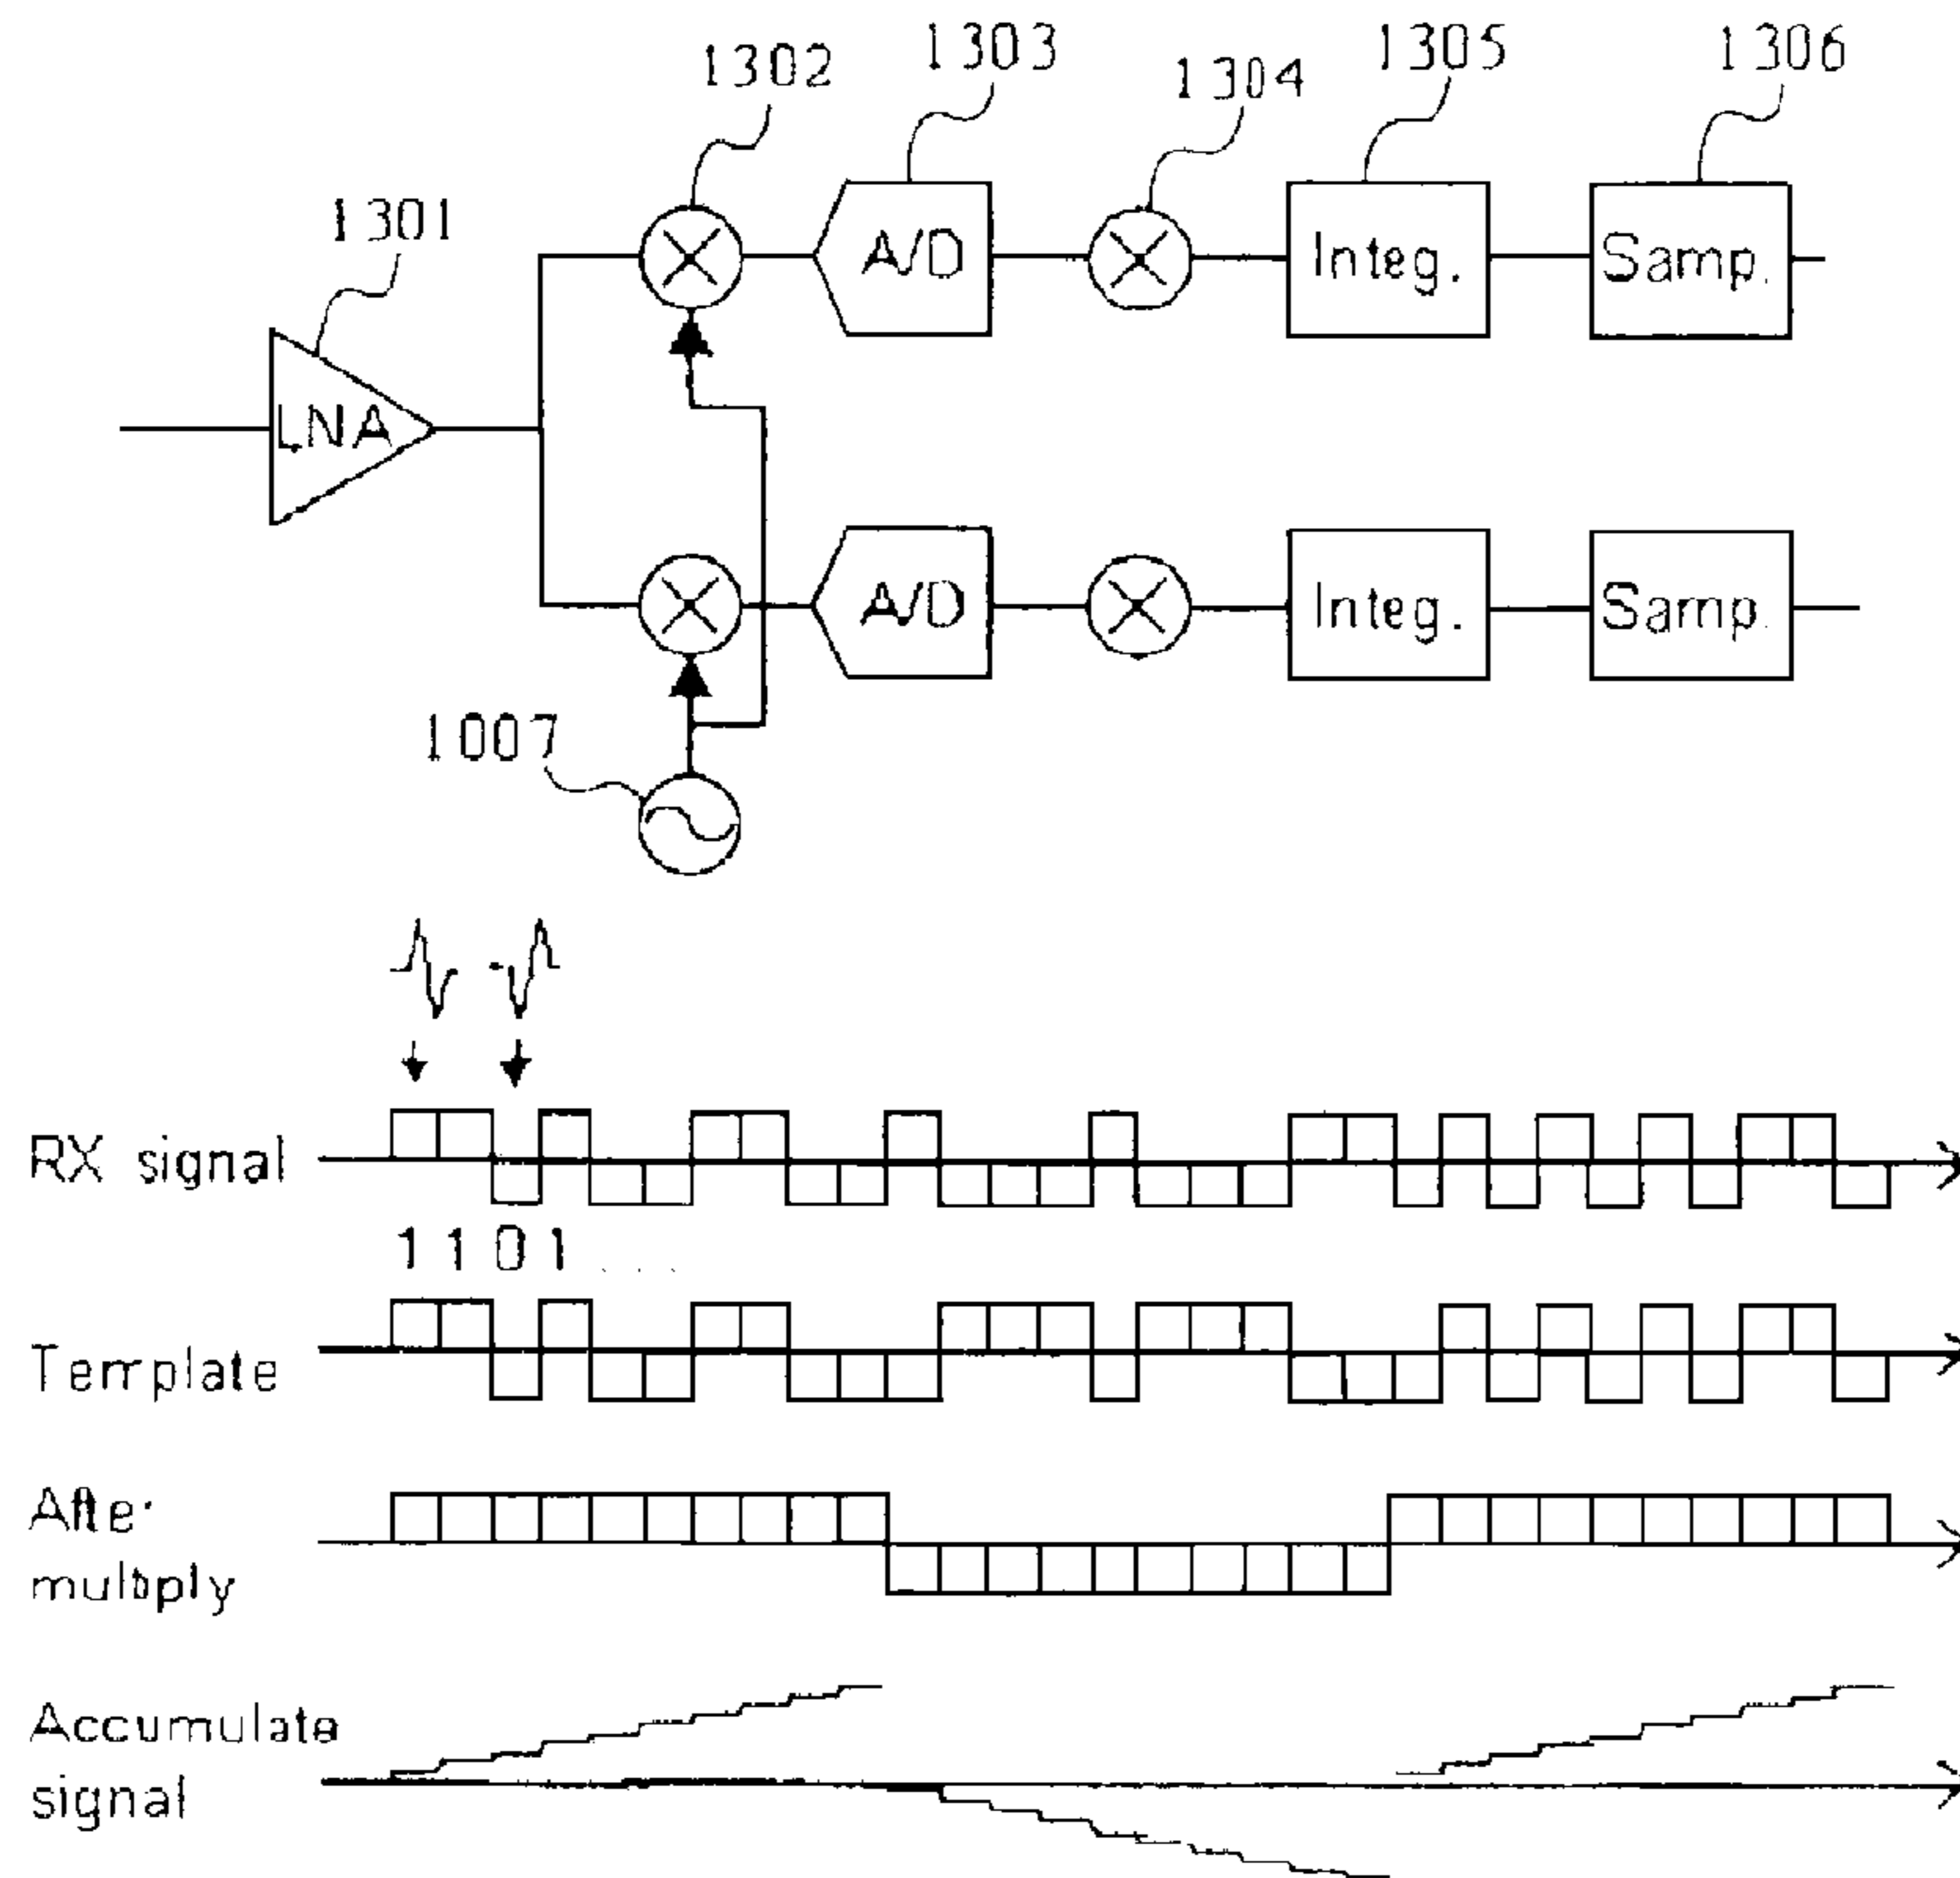 1302
1303
1304
1305
1306
1301
LNA
A/D
Integ.
Samp.
A/D
Integ.
Samp.
1007
RX signal
1 1 0 1 ....
Template
After
multiply
Accumulate
signal